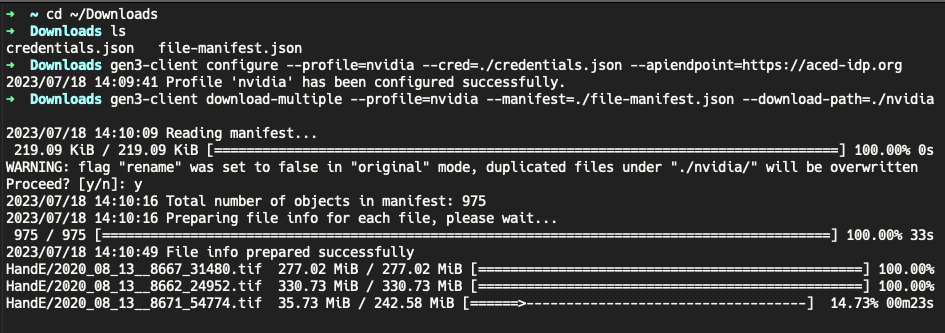 ➜  ~ cd ~/Downloads
➜  Downloads ls
credentials.json   file-manifest.json
➜  Downloads gen3-client configure --profile=nvidia --cred=./credentials.json --apiendpoint=https://aced-idp.org
2023/07/18 14:09:41 Profile 'nvidia' has been configured successfully.
➜  Downloads gen3-client download-multiple --profile=nvidia --manifest=./file-manifest.json --download-path=./nvidia
2023/07/18 14:10:09 Reading manifest...
 219.09 KiB / 219.09 KiB [==============================================================================] 100.00% 0s
WARNING: flag "rename" was set to false in "original" mode, duplicated files under "./nvidia/" will be overwritten
Proceed? [y/n]: y
2023/07/18 14:10:16 Total number of objects in manifest: 975
2023/07/18 14:10:16 Preparing file info for each file, please wait...
 975 / 975 [===========================================================================================] 100.00% 33s
2023/07/18 14:10:49 File info prepared successfully
HandE/2020_08_13__8667_31480.tif  277.02 MiB / 277.02 MiB [================================================] 100.00%
HandE/2020_08_13__8662_24952.tif  330.73 MiB / 330.73 MiB [================================================] 100.00%
HandE/2020_08_13__8671_54774.tif  35.73 MiB / 242.58 MiB [======>-----------------------------------]  14.73% 00m23s